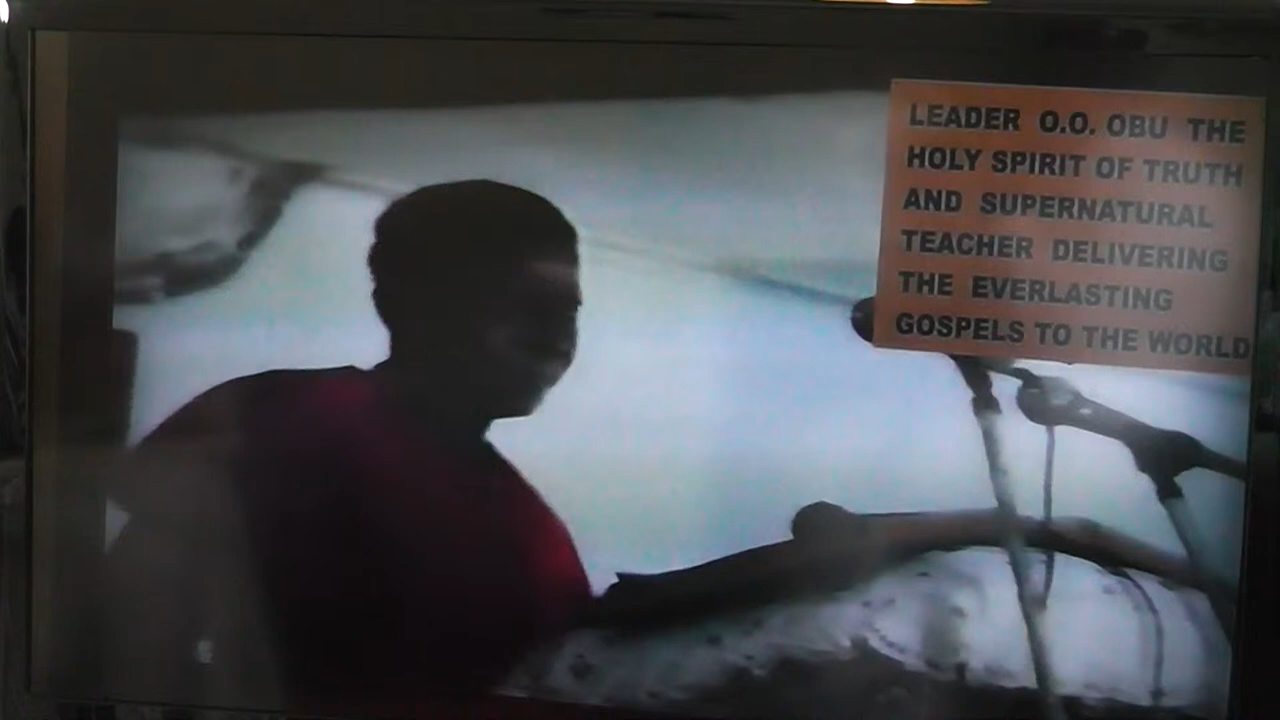 LEADER O.O. OBU THE
HOLY SPIRIT OF TRUTH
AND SUPERNATURAL
TEACHER DELIVERING
THE EVERLASTING
GOSPELS TO THE WORLD